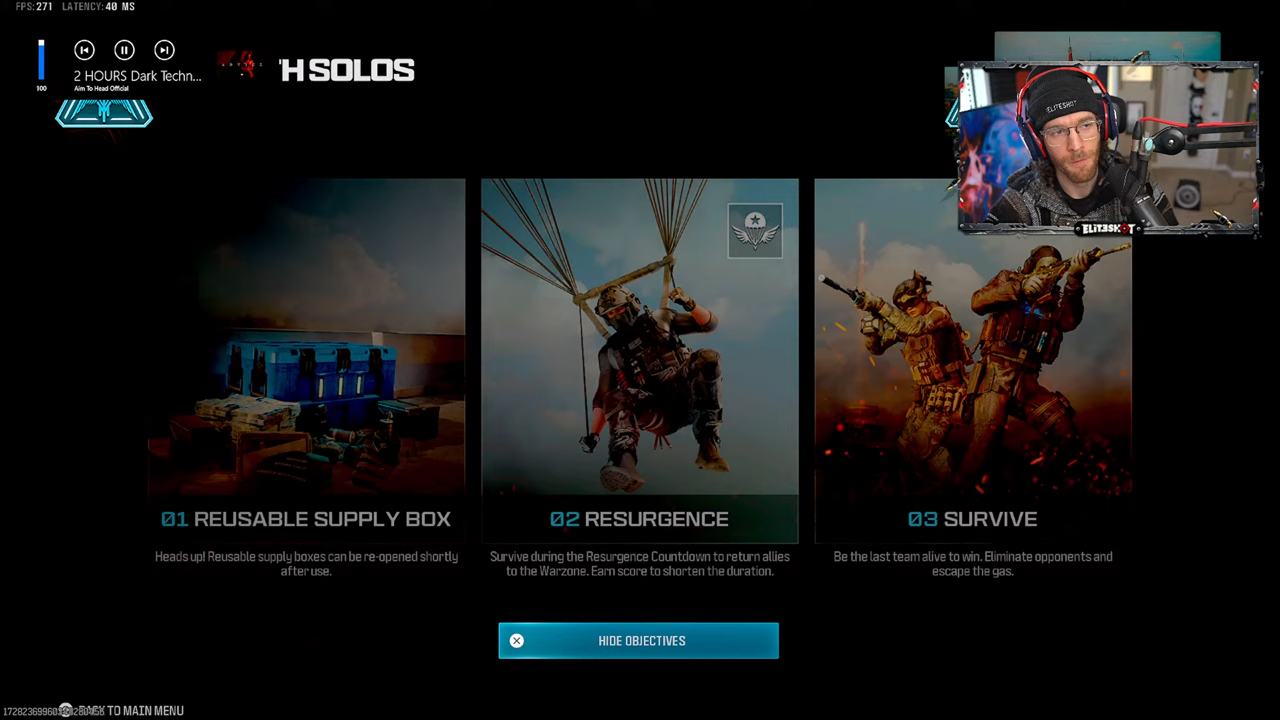 FPS:271 LATENCY:40 MS
2 HOURS Dark Techn...
Aim To Head Official
100
'H SOLOS
ELITESHOT
ELITESHOT
01 REUSABLE SUPPLY BOX
Heads up! Reusable supply boxes can be re-opened shortly
after use.
02 RESURGENCE
Survive during the Resurgence Countdown to return allies
to the Warzone. Earn score to shorten the duration.
03 SURVIVE
Be the last team alive to win. Eliminate opponents and
escape the gas.
HIDE OBJECTIVES
BACK TO MAIN MENU